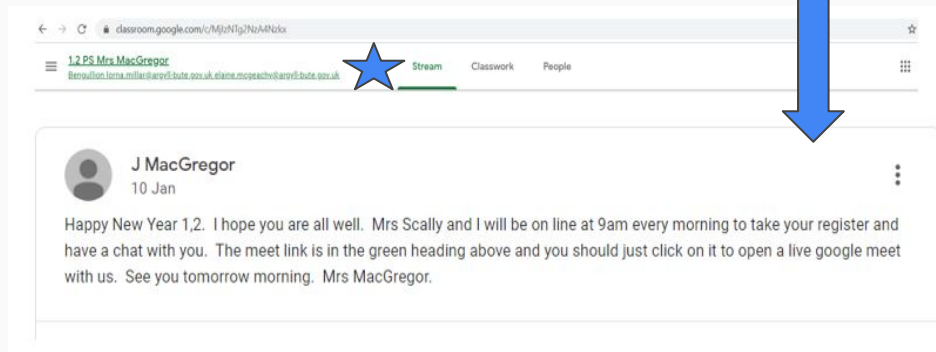 classroom.google.com/c/MjIzNTg2NzA4Nzkx
1.2 PS Mrs MacGregor
Stream Classwork People
J MacGregor
10 Jan
Happy New Year 1,2. I hope you are all well. Mrs Scally and I will be on line at 9am every morning to take your register and
have a chat with you. The meet link is in the green heading above and you should just click on it to open a live google meet
with us. See you tomorrow morning. Mrs MacGregor.